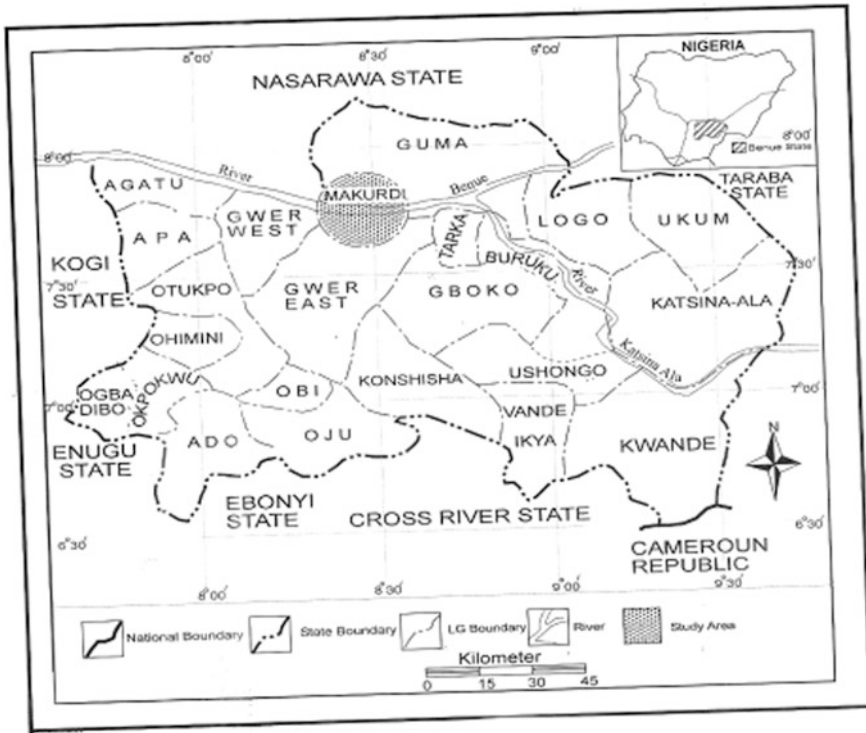 8°00'
8°30'
9°00'
NIGERIA
8°00'
Benue State
NASARAWA STATE
GUMA
8°00'
River
Benue
TARABA
STATE
AGATU
MAKURDI
LOGO
UKUM
GWER
WEST
APA
TARKA
KOGI
STATE
7°30'
BURUKU
River
7°30'
OTUKPO
GWER
EAST
GBOKO
KATSINA-ALA
OHIMINI
Katsina Ala
KONSHISHA
USHONGO
OGBA
DIBO
OKPOKWU
OBI
7°00'
7°00'
VANDE
IKYA
ADO
OJU
KWANDE
N
ENUGU
STATE
EBONYI
STATE
CROSS RIVER STATE
6°30'
6°30'
CAMEROUN
REPUBLIC
8°00'
8°30'
9°00'
9°30'
National Boundary
State Boundary
LG Boundary
River
Study Area
Kilometer
0 15 30 45